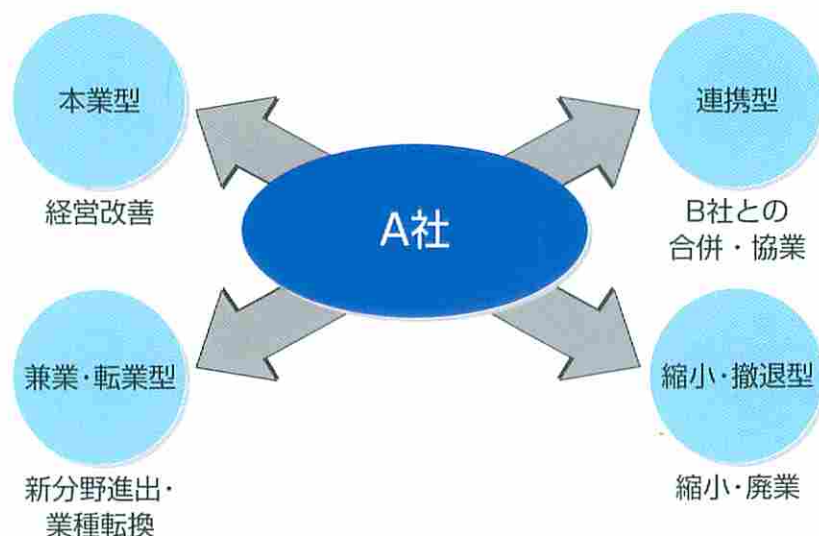 本業型
経営改善
連携型
B社との
合併・協業
A社
兼業・転業型
新分野進出・
業種転換
縮小・撤退型
縮小・廃業